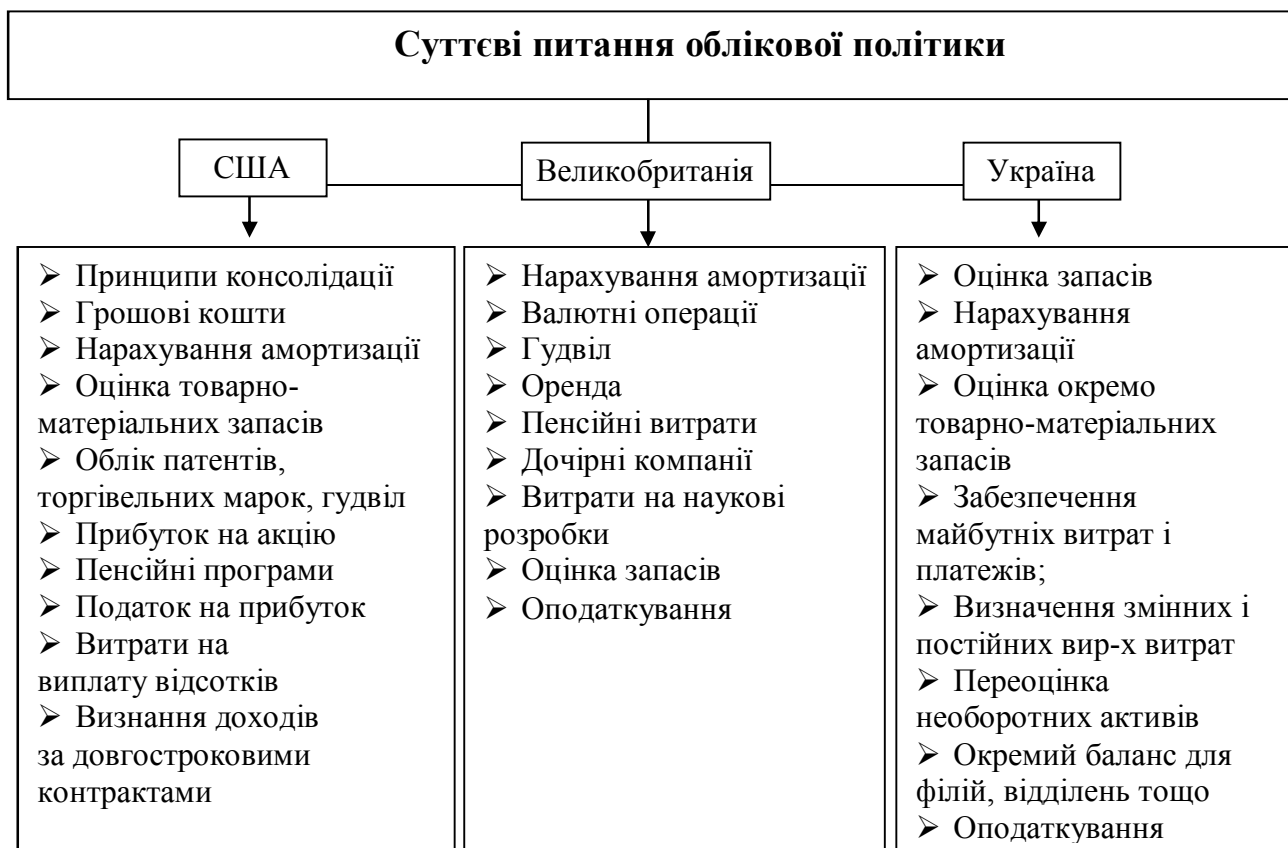 Суттєві питання облікової політики
США
Великобританія
Україна
➢ Принципи консолідації
➢ Грошові кошти
➢ Нарахування амортизації
➢ Оцінка товарно-
матеріальних запасів
➢ Облік патентів,
торгівельних марок, гудвіл
➢ Прибуток на акцію
➢ Пенсійні програми
➢ Податок на прибуток
➢ Витрати на
виплату відсотків
➢ Визнання доходів
за довгостроковими
контрактами
➢ Нарахування амортизації
➢ Валютні операції
➢ Гудвіл
➢ Оренда
➢ Пенсійні витрати
➢ Дочірні компанії
➢ Витрати на наукові
розробки
➢ Оцінка запасів
➢ Оподаткування
➢ Оцінка запасів
➢ Нарахування
амортизації
➢ Оцінка окремо
товарно-матеріальних
запасів
➢ Забезпечення
майбутніх витрат і
платежів;
➢ Визначення змінних і
постійних вир-х витрат
➢ Переоцінка
необоротних активів
➢ Окремий баланс для
філій, відділень тощо
➢ Оподаткування